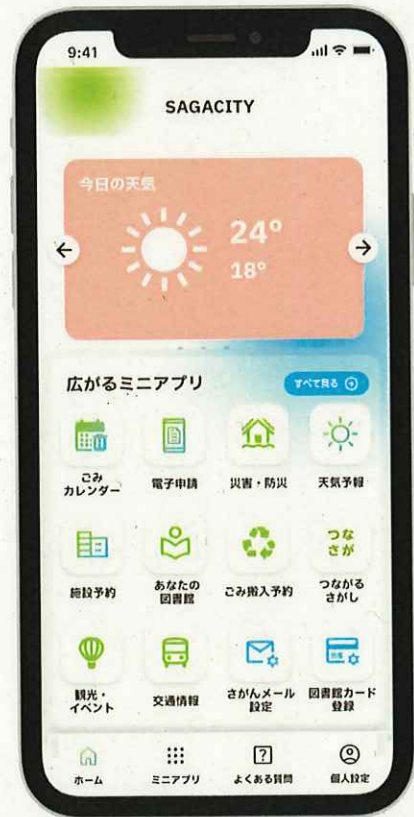 9:41
SAGACITY
今日の天気
24°
18°
広がるミニアプリ
すべて見る
ごみ
カレンダー
電子申請
災害・防災
天気予報
施設予約
あなたの
図書館
ごみ搬入予約
つな
さが
つながる
さがし
観光・
イベント
交通情報
さがんメール
設定
図書館カード
登録
ホーム
ミニアプリ
よくある質問
個人設定